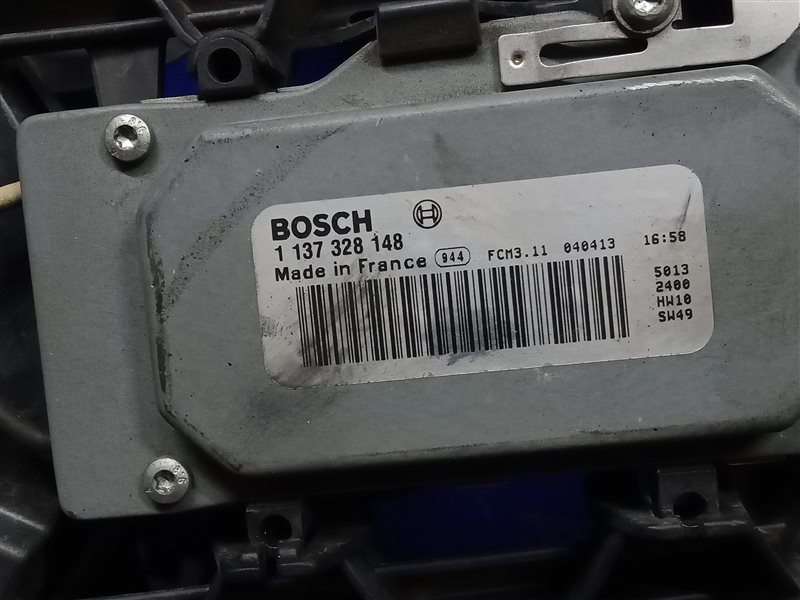 BOSCH
1 137 328 148
Made in France 944 FCM3.11 040413 16:58
5013
2400
HW10
SW49